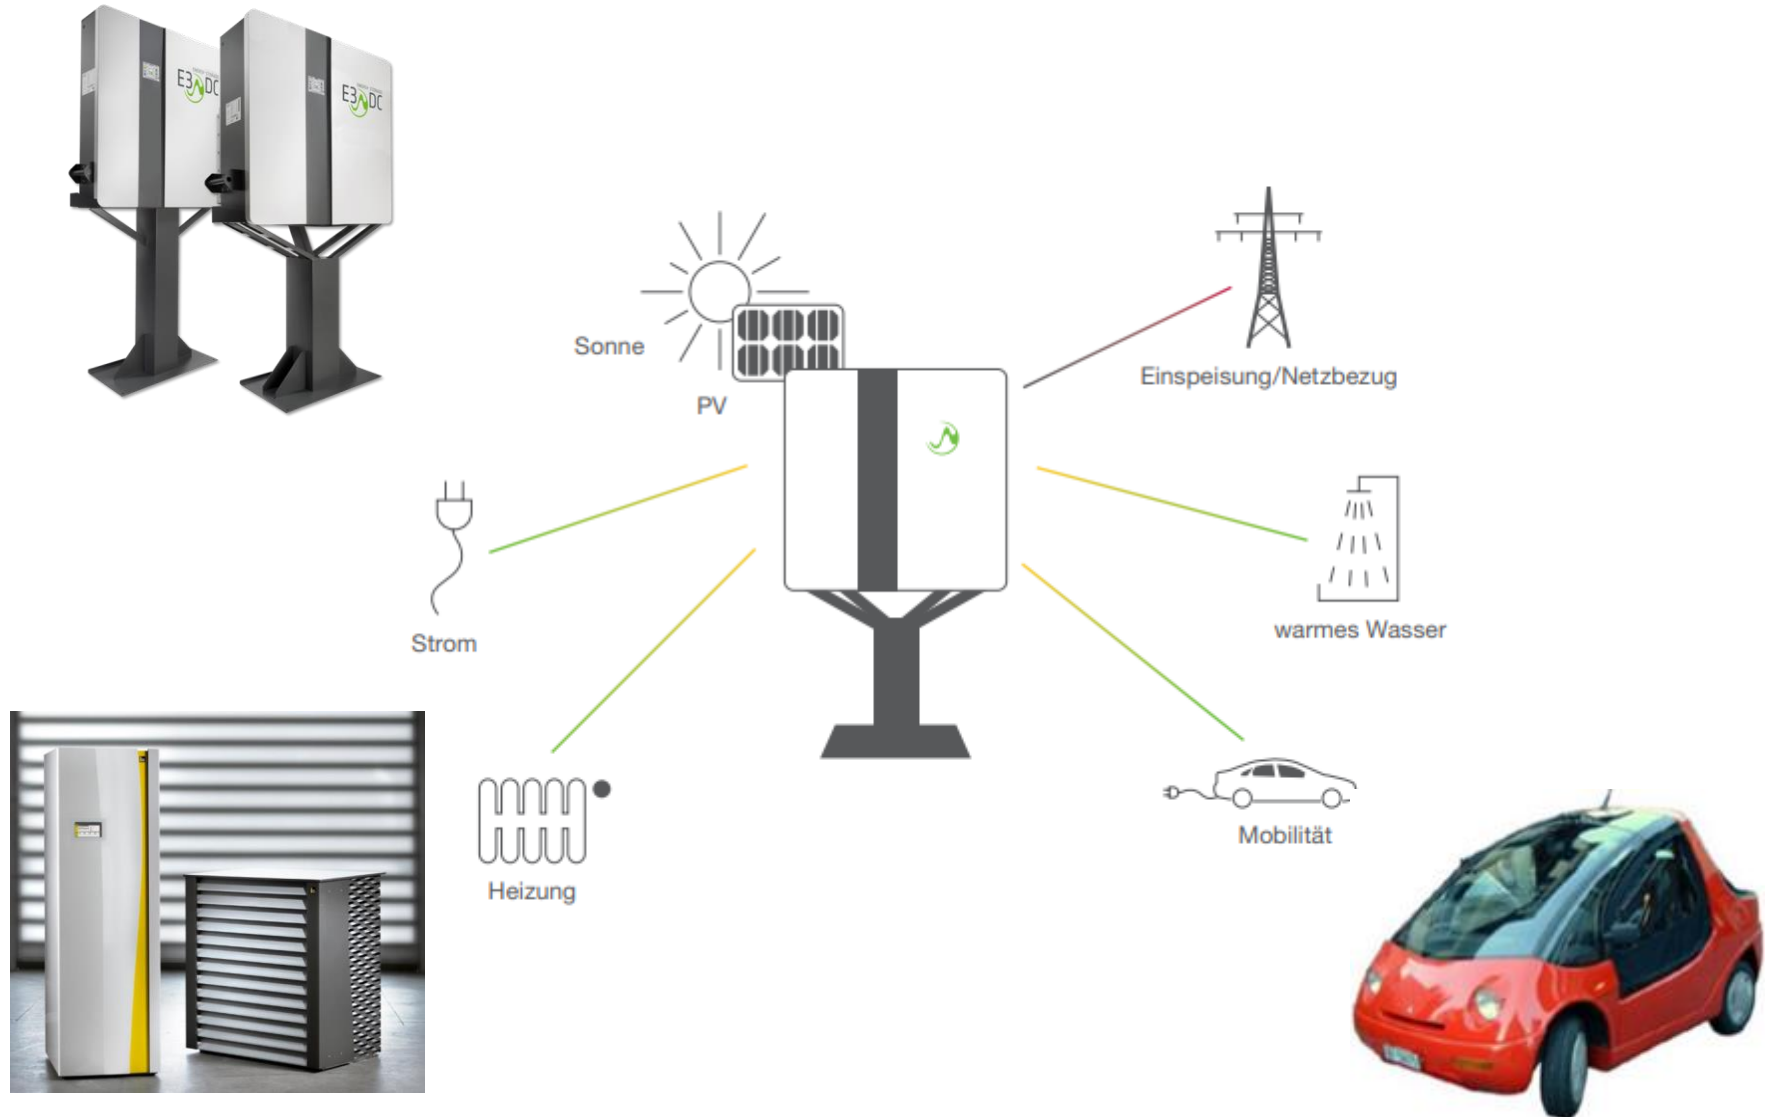 E3 DC
E3 DC
Sonne
PV
Einspeisung/Netzbezug
Strom
warmes Wasser
Heizung
Mobilität